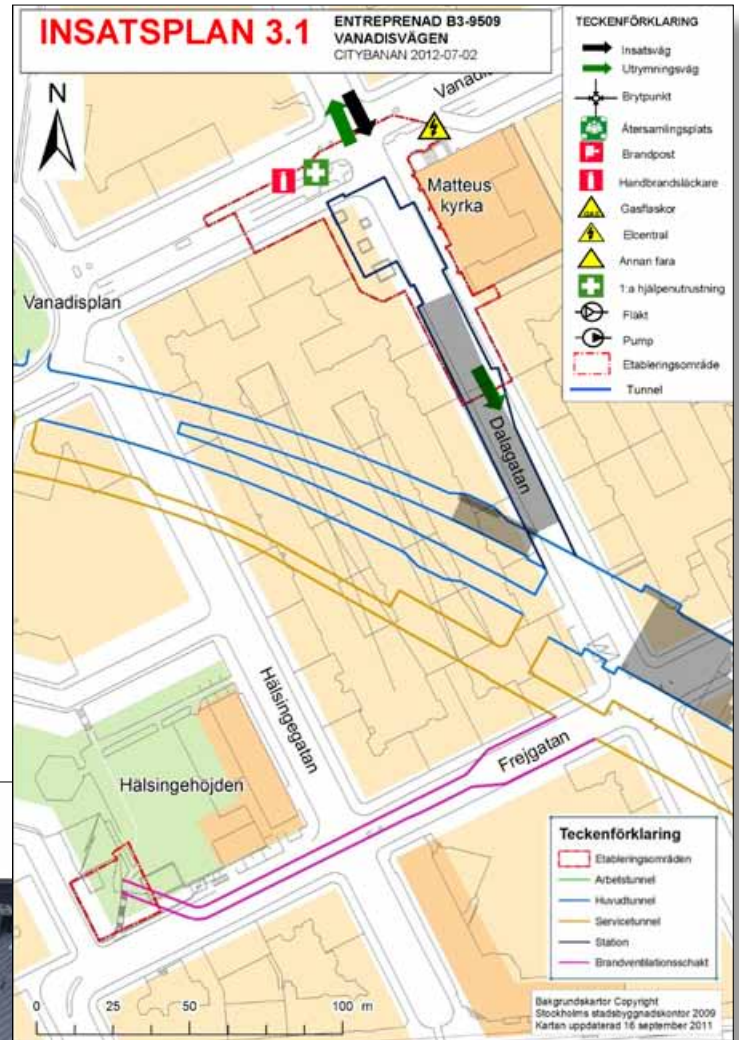 INSATSPLAN 3.1
ENTREPRENAD B3-9509
VANADISVÄGEN
CITYBANAN 2012-07-02
TECKENFÖRKLARING
Insatsväg
Utrymningsväg
Brytpunkt
Återsamlingsplats
Brandpost
Handbrandsläckare
Gasflaskor
Elcentral
Annan fara
1:a hjälpenutrustning
Fläkt
Pump
Etableringsområde
Tunnel
N
Matteus
kyrka
Vanadisplan
Dalagatan
Hälsingegatan
Hälsingehöjden
Frejgatan
Teckenförklaring
Etableringsområden
Arbetstunnel
Huvudtunnel
Servicetunnel
Station
Brandventilationsschakt
0 25 50 100 m
Bakgrundskartor Copyright
Stockholms stadsbyggnadskontor 2009
Kartan uppdaterad 16 september 2011